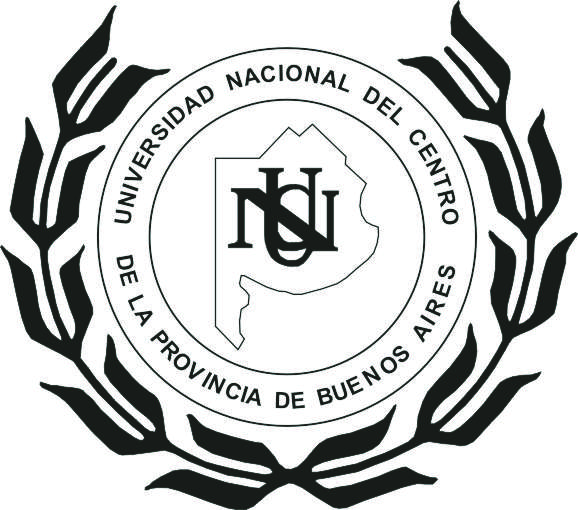 UNIVERSIDAD NACIONAL DEL CENTRO
DE LA PROVINCIA DE BUENOS AIRES
UNC